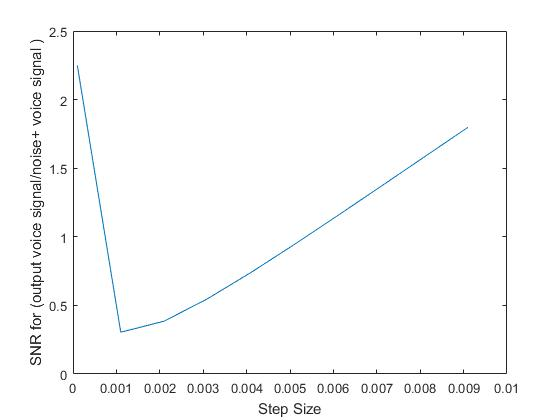 2.5
2
1.5
1
0.5
0
SNR for (output voice signal/noise+ voice signal )
0 0.001 0.002 0.003 0.004 0.005 0.006 0.007 0.008 0.009 0.01
Step Size